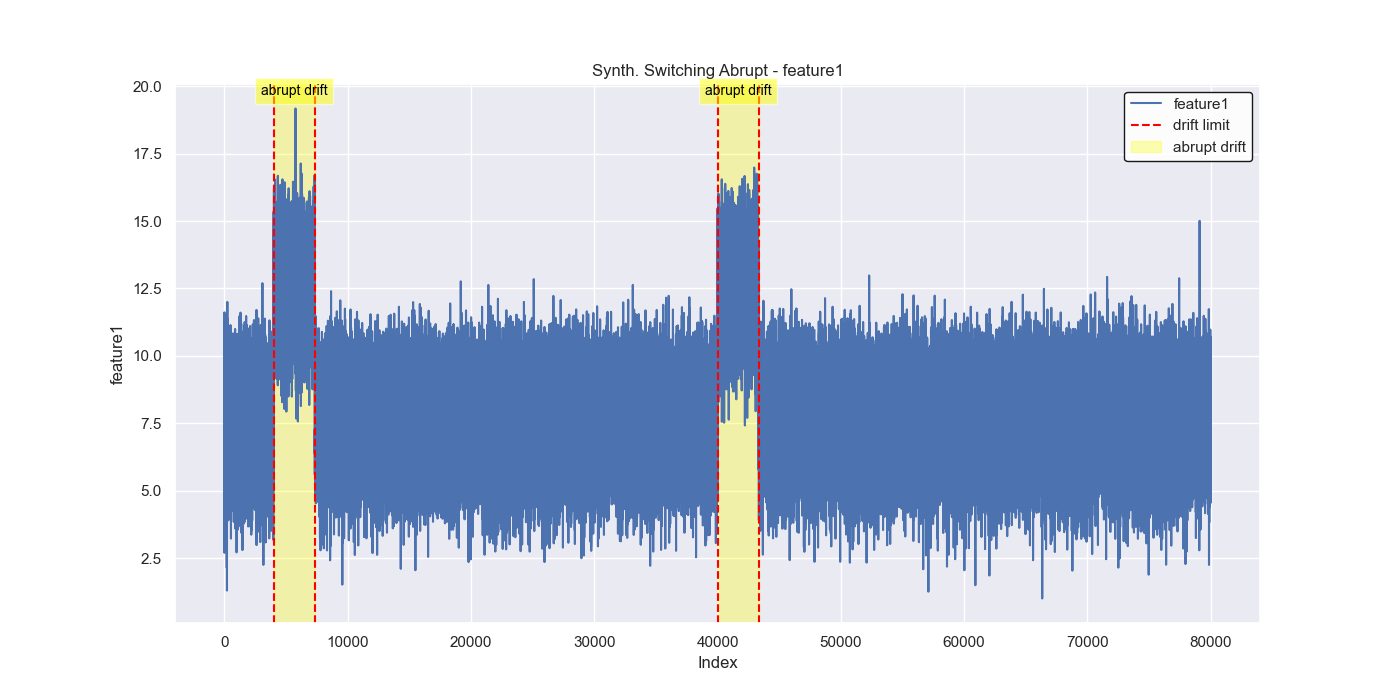 Synth. Switching Abrupt - feature1
abrupt drift
abrupt drift
feature1
drift limit
abrupt drift
20.0
17.5
15.0
12.5
10.0
7.5
5.0
2.5
feature1
0
10000
20000
30000
40000
50000
60000
70000
80000
Index